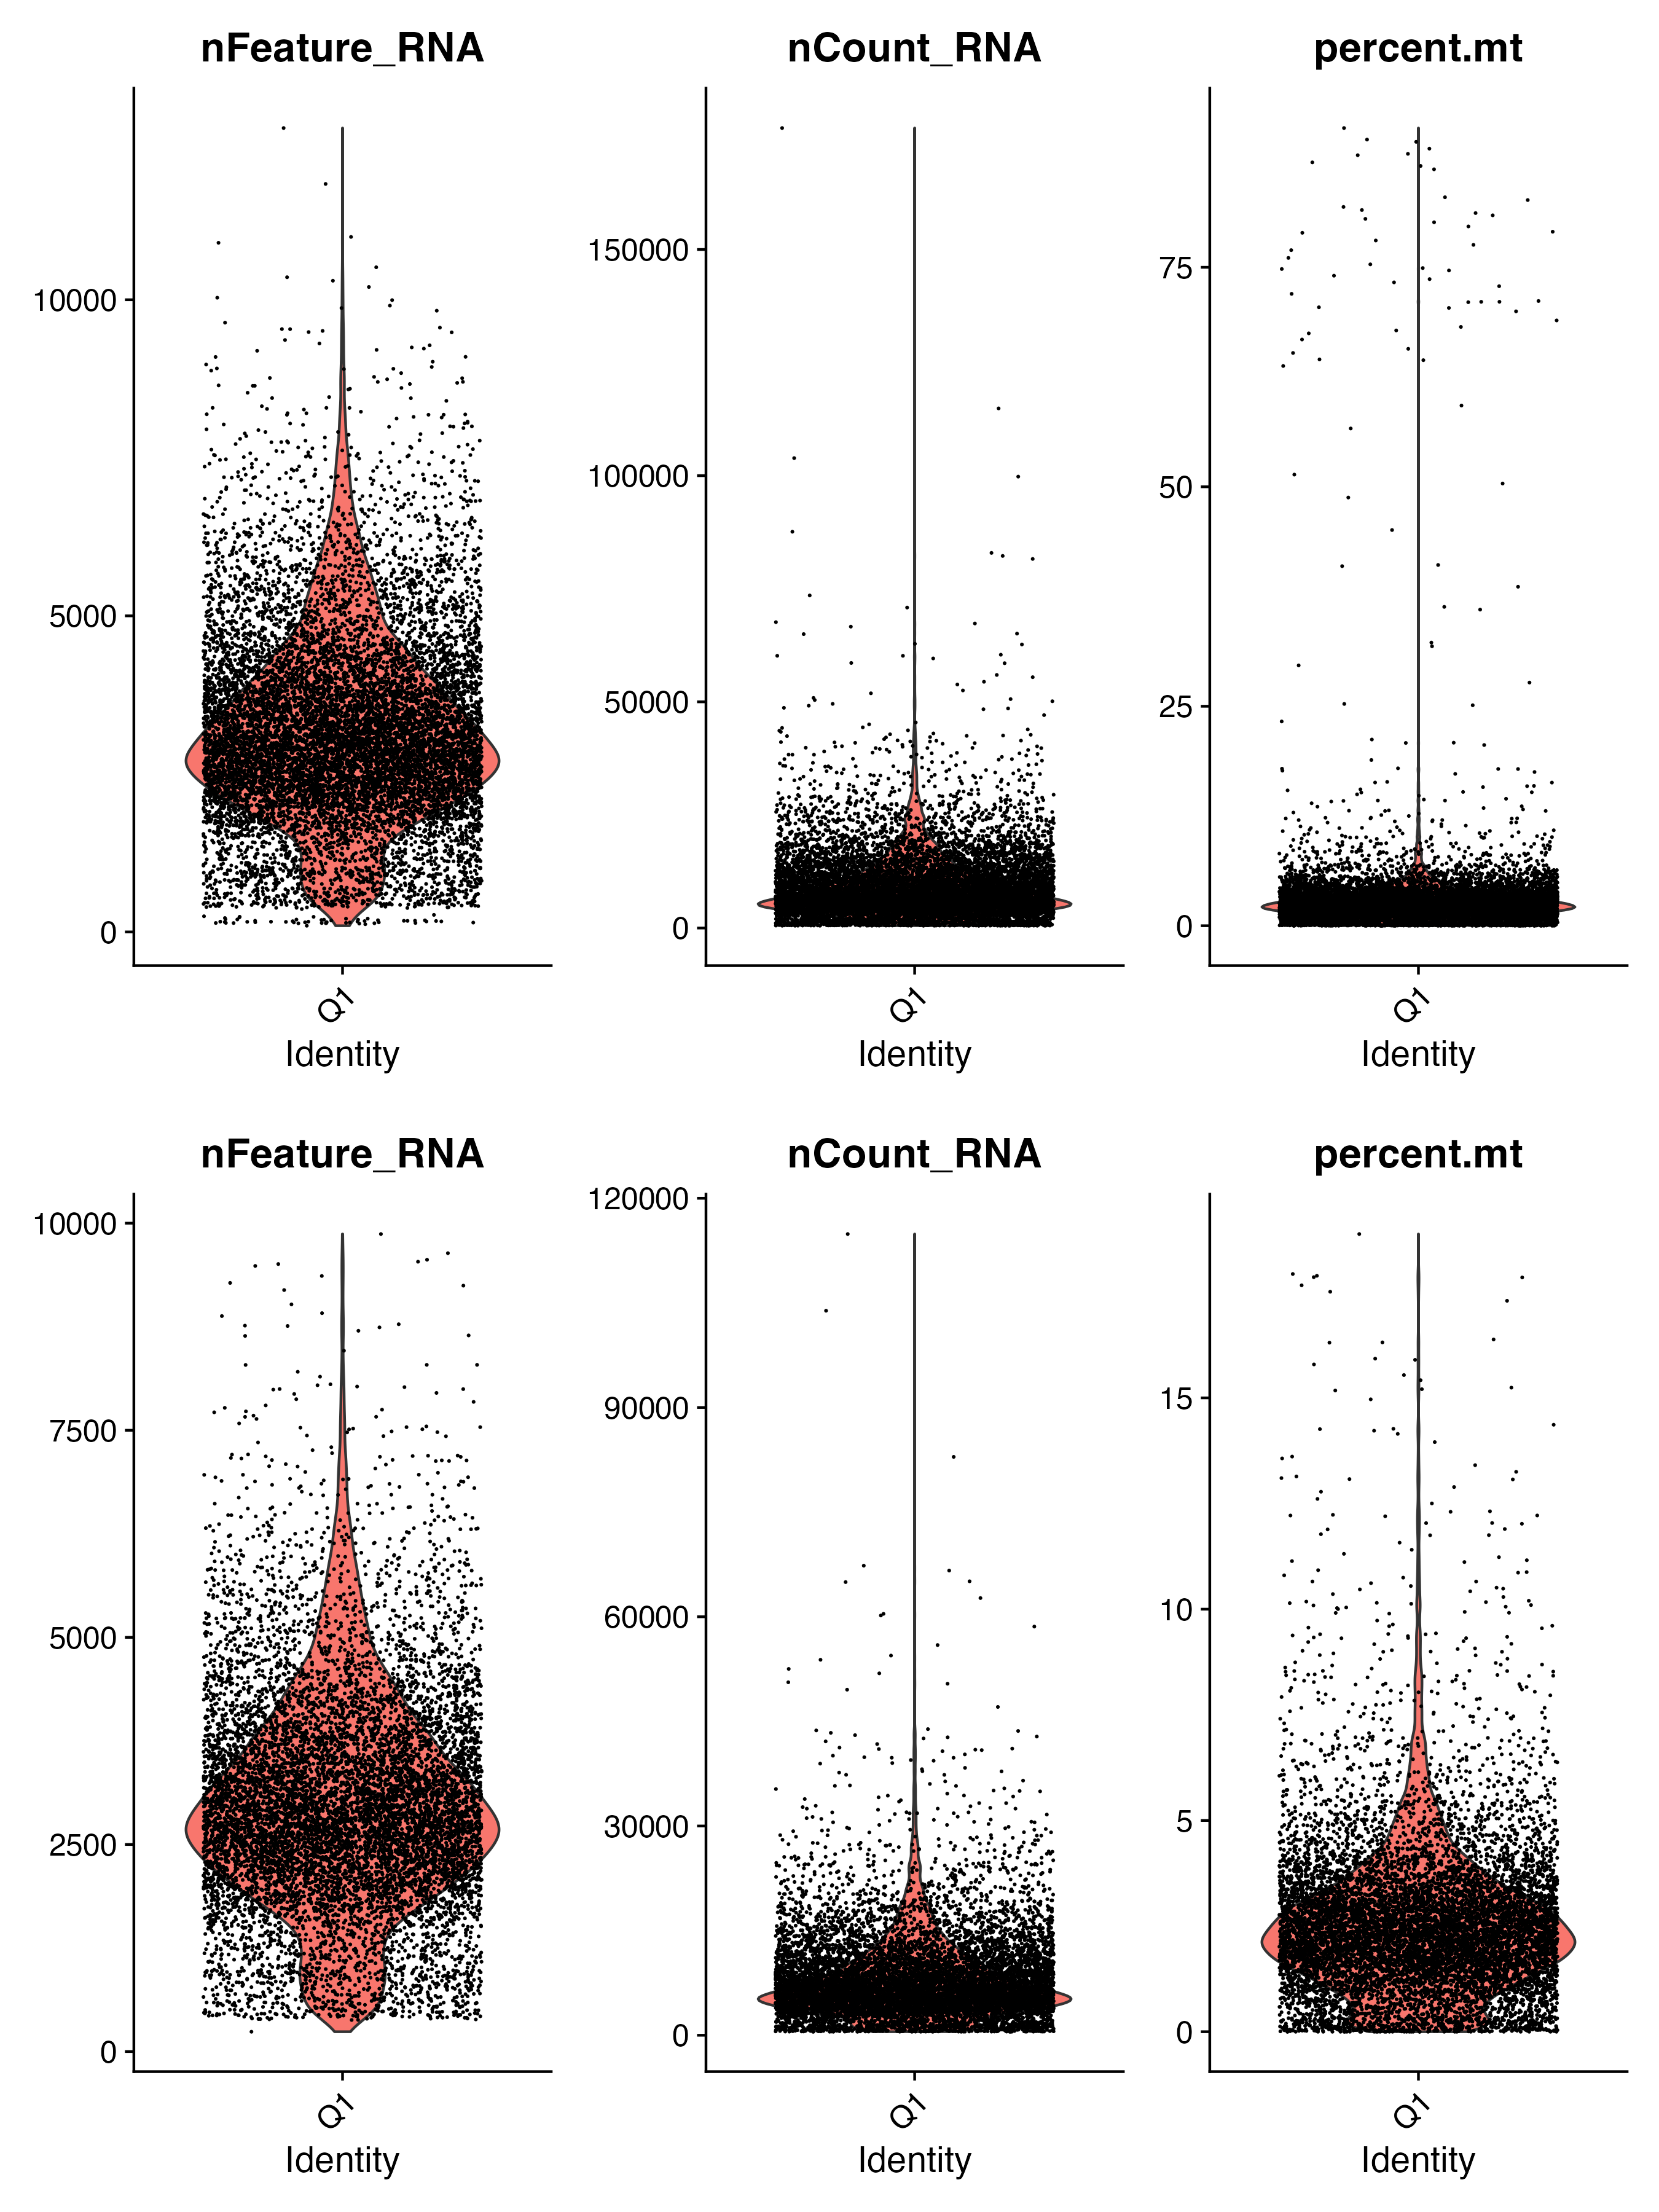 nFeature_RNA
10000
5000
0
Q1
Identity
nCount_RNA
150000
100000
50000
0
Q1
Identity
percent.mt
75
50
25
0
Q1
Identity
nFeature_RNA
10000
7500
5000
2500
0
Q1
Identity
nCount_RNA
120000
90000
60000
30000
0
Q1
Identity
percent.mt
15
10
5
0
Q1
Identity